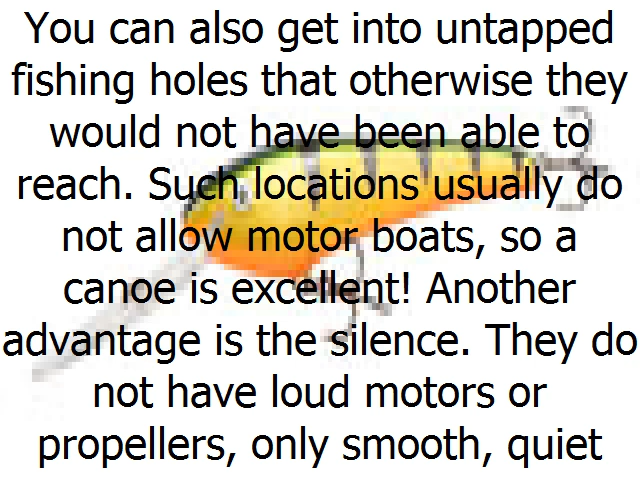 You can also get into untapped
fishing holes that otherwise they
would not have been able to
reach. Such locations usually do
not allow motor boats, so a
canoe is excellent! Another
advantage is the silence. They do
not have loud motors or
propellers, only smooth, quiet